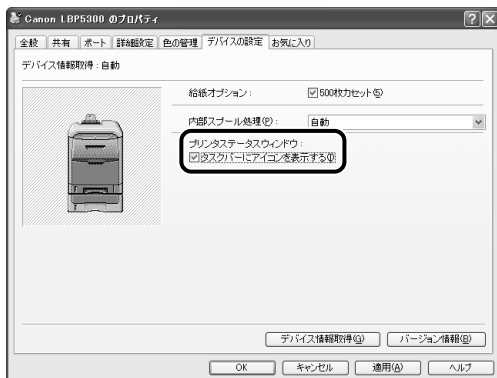 Canon LBP5300 のプロパティ
全般 共有 ポート 詳細設定 色の管理 デバイスの設定 お気に入り
デバイス情報取得：自動
給紙オプション： 500枚カセット(5)
内部スプール処理(P)： 自動
プリンタステータスウィンドウ：
タスクバーにアイコンを表示する(I)
デバイス情報取得(G) バージョン情報(B)
OK キャンセル 適用(A) ヘルプ